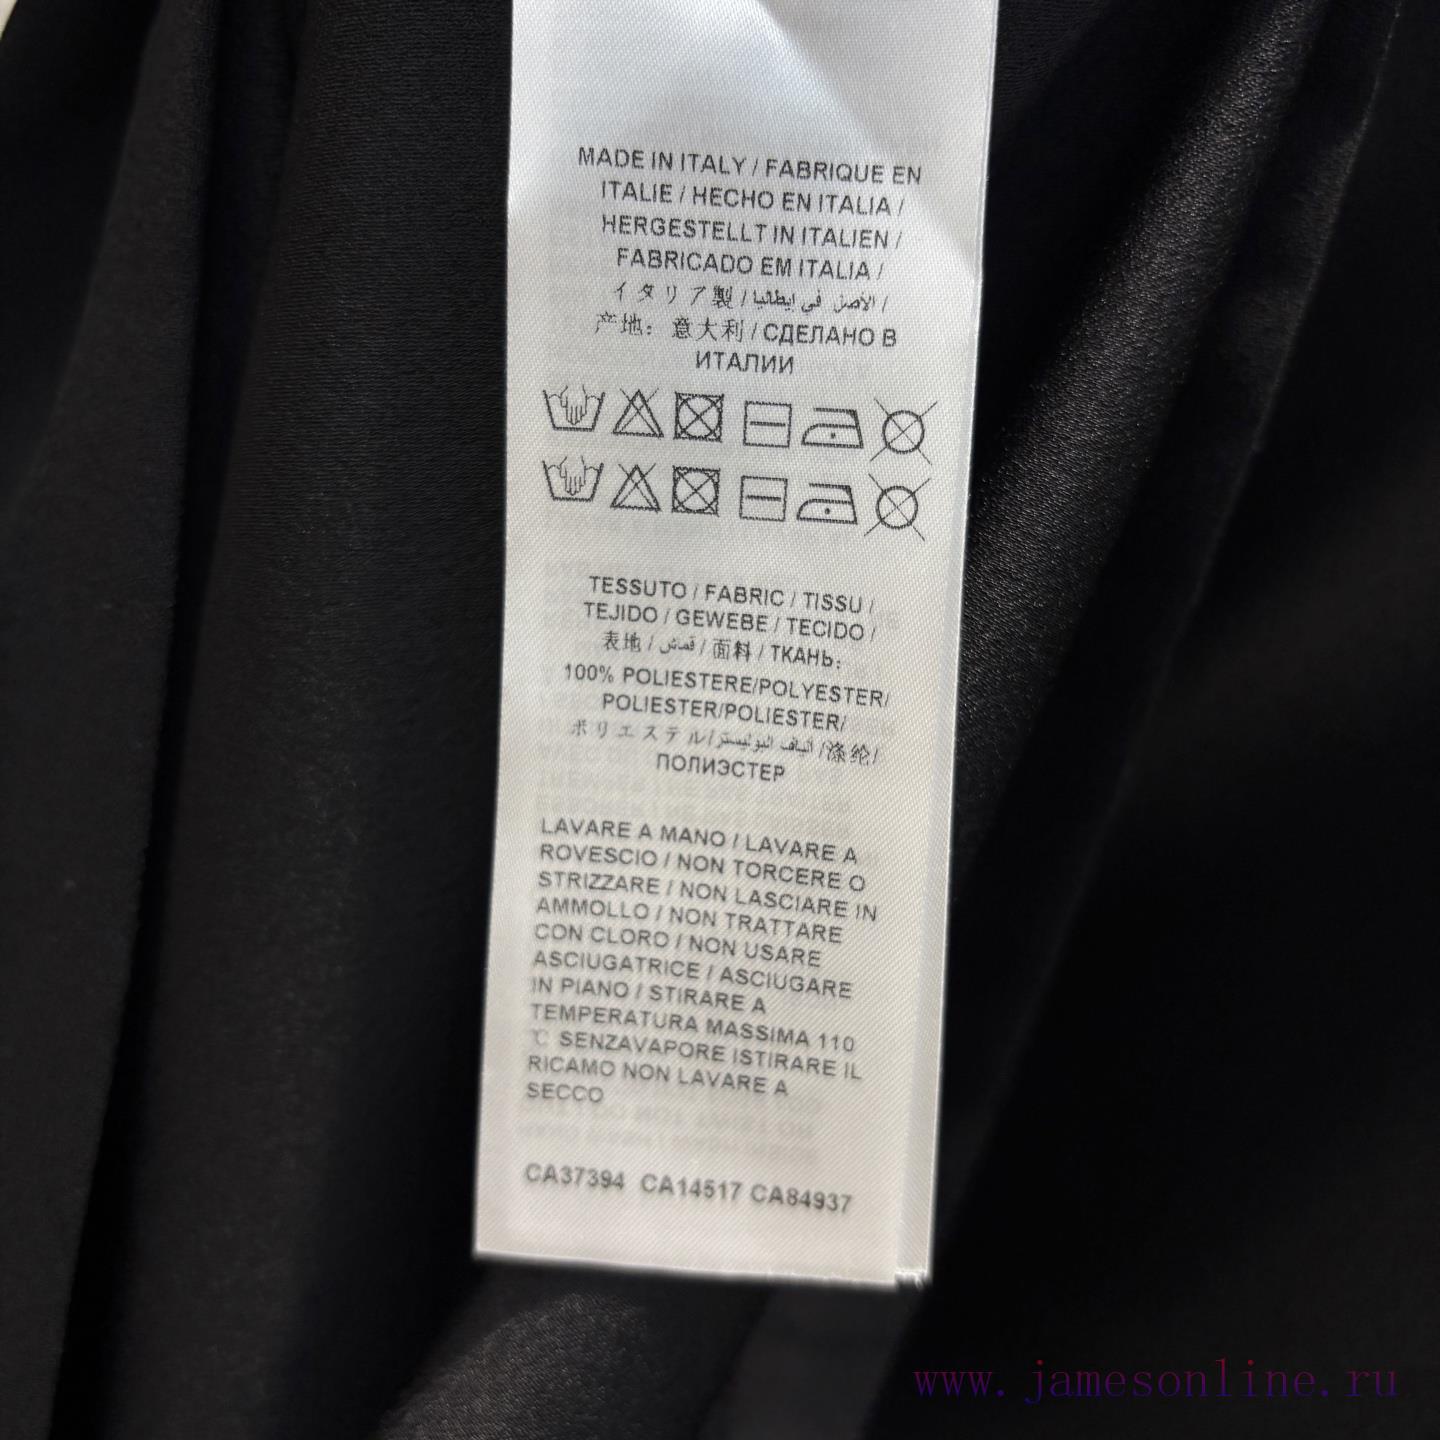 MADE IN ITALY / FABRIQUE EN
ITALIE / HECHO EN ITALIA /
HERGESTELLT IN ITALIEN /
FABRICADO EM ITALIA /
イタリア製 / الأصل في إيطاليا /
产地：意大利 / СДЕЛАНО В
ИТАЛИИ
TESSUTO / FABRIC / TISSU /
TEJIDO / GEWEBE / TECIDO /
表地 / قماش / 面料 / ТКАНЬ:
100% POLIESTERE/POLYESTER/
POLIESTER/POLIESTER/
ポリエステル/ألياف البوليستر /涤纶/
ПОЛИЭСТЕР
LAVARE A MANO / LAVARE A
ROVESCIO / NON TORCERE O
STRIZZARE / NON LASCIARE IN
AMMOLLO / NON TRATTARE
CON CLORO / NON USARE
ASCIUGATRICE / ASCIUGARE
IN PIANO / STIRARE A
TEMPERATURA MASSIMA 110
℃ SENZAVAPORE ISTIRARE IL
RICAMO NON LAVARE A
SECCO
CA37394 CA14517 CA84937
www.jamesonline.ru